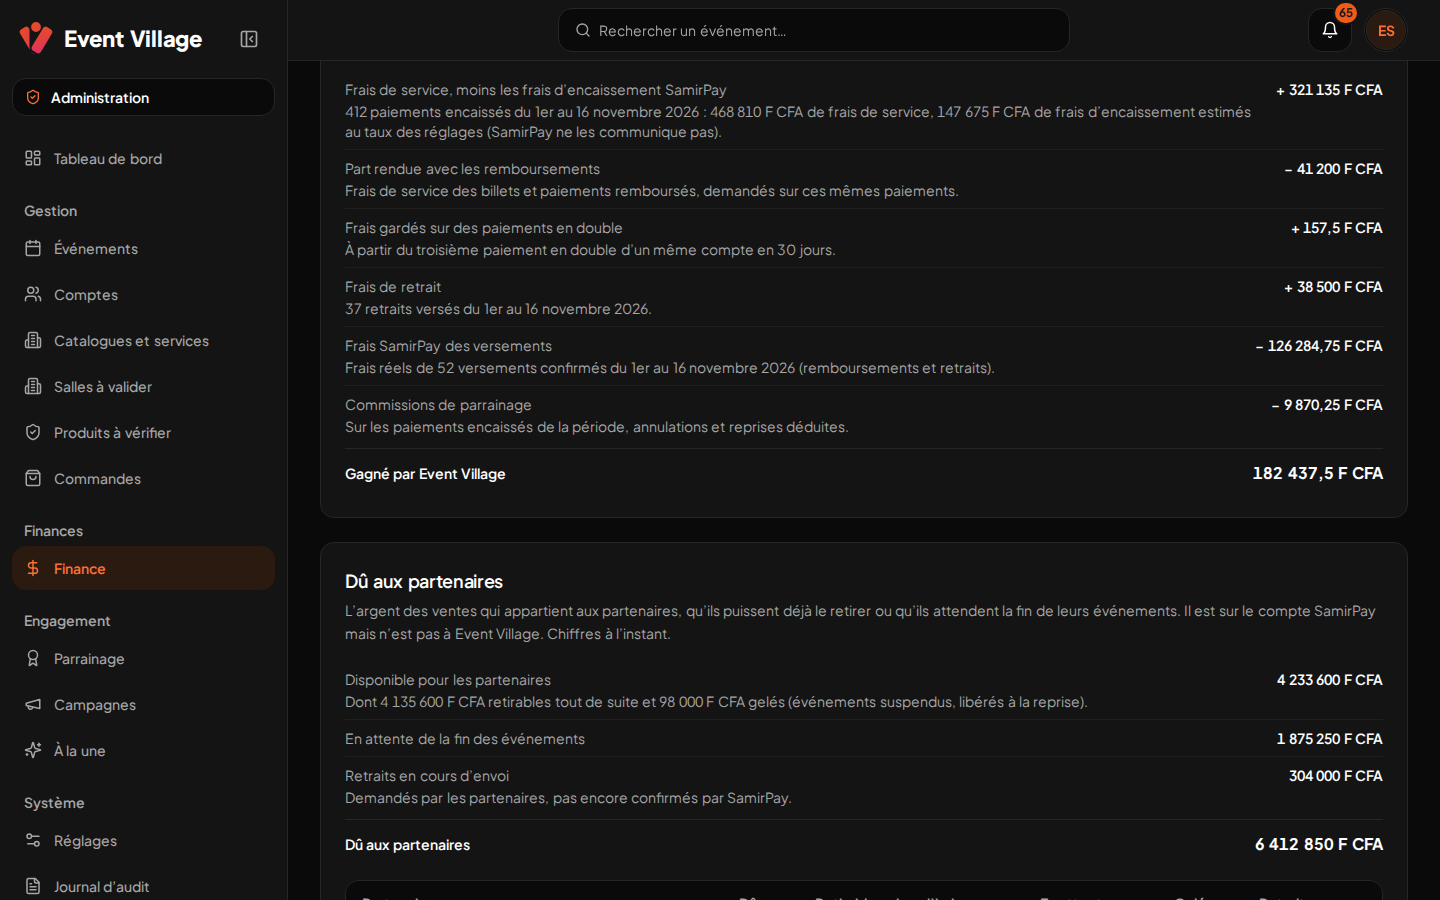 Event Village
Administration
Tableau de bord
Gestion
Événements
Comptes
Catalogues et services
Salles à valider
Produits à vérifier
Commandes
Finances
Finance
Engagement
Parrainage
Campagnes
À la une
Système
Réglages
Journal d'audit
Rechercher un événement...
65
ES
Frais de service, moins les frais d'encaissement SamirPay + 321 135 F CFA
412 paiements encaissés du 1er au 16 novembre 2026 : 468 810 F CFA de frais de service, 147 675 F CFA de frais d'encaissement estimés
au taux des réglages (SamirPay ne les communique pas).
Part rendue avec les remboursements − 41 200 F CFA
Frais de service des billets et paiements remboursés, demandés sur ces mêmes paiements.
Frais gardés sur des paiements en double + 157,5 F CFA
À partir du troisième paiement en double d'un même compte en 30 jours.
Frais de retrait + 38 500 F CFA
37 retraits versés du 1er au 16 novembre 2026.
Frais SamirPay des versements − 126 284,75 F CFA
Frais réels de 52 versements confirmés du 1er au 16 novembre 2026 (remboursements et retraits).
Commissions de parrainage − 9 870,25 F CFA
Sur les paiements encaissés de la période, annulations et reprises déduites.
Gagné par Event Village 182 437,5 F CFA
Dû aux partenaires
L'argent des ventes qui appartient aux partenaires, qu'ils puissent déjà le retirer ou qu'ils attendent la fin de leurs événements. Il est sur le compte SamirPay
mais n'est pas à Event Village. Chiffres à l'instant.
Disponible pour les partenaires 4 233 600 F CFA
Dont 4 135 600 F CFA retirables tout de suite et 98 000 F CFA gelés (événements suspendus, libérés à la reprise).
En attente de la fin des événements 1 875 250 F CFA
Retraits en cours d'envoi 304 000 F CFA
Demandés par les partenaires, pas encore confirmés par SamirPay.
Dû aux partenaires 6 412 850 F CFA